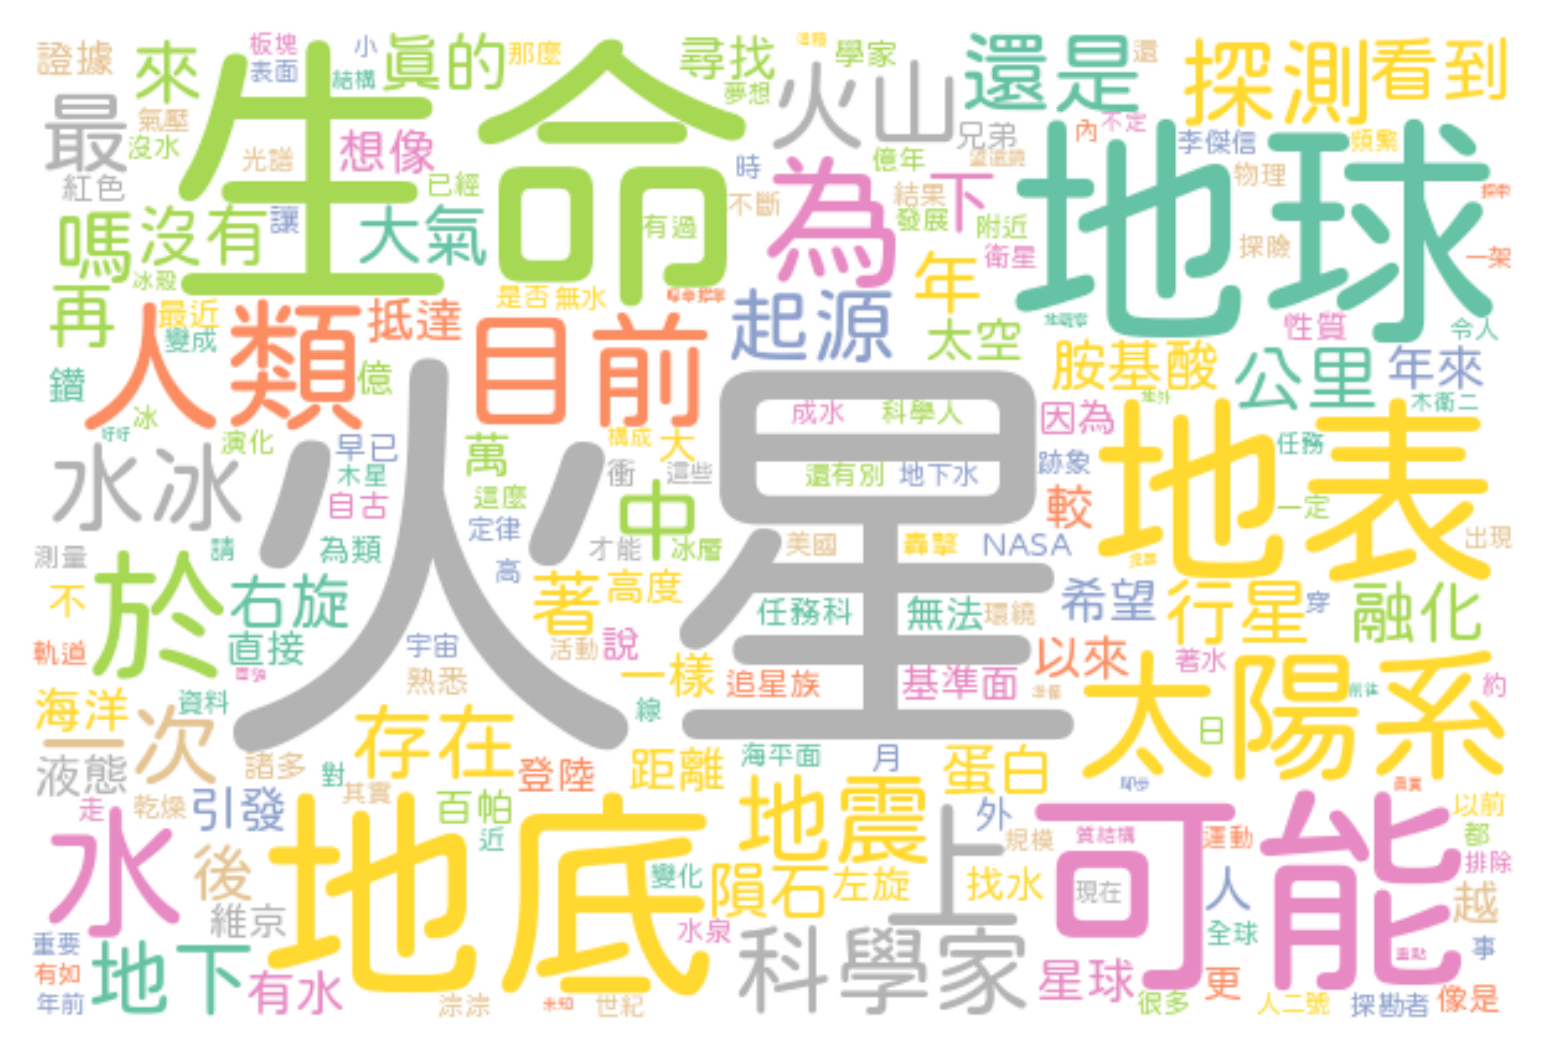 證據
來
板塊
表面
小
結構
真的
那麼
尋找
夢想
學家
火山
還是
還
探測
看到
最
氣壓
沒水
紅色
光譜
想像
已經
生命
時
億年
兄弟
望遠鏡
內
不定
李傑信
頻繁
物理
嗎
沒有
讓
大氣
有過
不斷
為
結果
發展
下
附近
衛星
地球
探險
一架
冰殼
再
最近
變成
人類
抵達
是否
無水
目前
起源
年
太空
性質
令人
鑽
億
冰
胺基酸
公里
年來
木衛二
火星
成水
科學人
因為
地表
水冰
演化
早已
木星
自古
萬
構成
大
衝
這些
這麼
中
還有別
地下水
跡象
較
任務
一定
測量
請
為類
定律
高
才能
冰層
美國
轟擊
NASA
出現
不
於
右旋
著
高度
任務科
無法
環繞
希望
行星
穿
融化
軌道
直接
宇宙
活動
說
熟悉
一樣
追星族
基準面
以來
著水
太陽系
日
約
海洋
資料
一次
線
存在
液態
諸多
對
其實
登陸
距離
海平面
月
蛋白
走
乾燥
引發
百帕
近
地震
外
規模
質結構
運動
可能
以前
都
排除
水
後
地底
變化
隕石
左旋
上
找水
現在
人
越
維京
水泉
全球
重點
事
重要
有如
年前
地下
有水
淙淙
未知
世紀
科學家
星球
很多
更
人二號
探勘者
像是